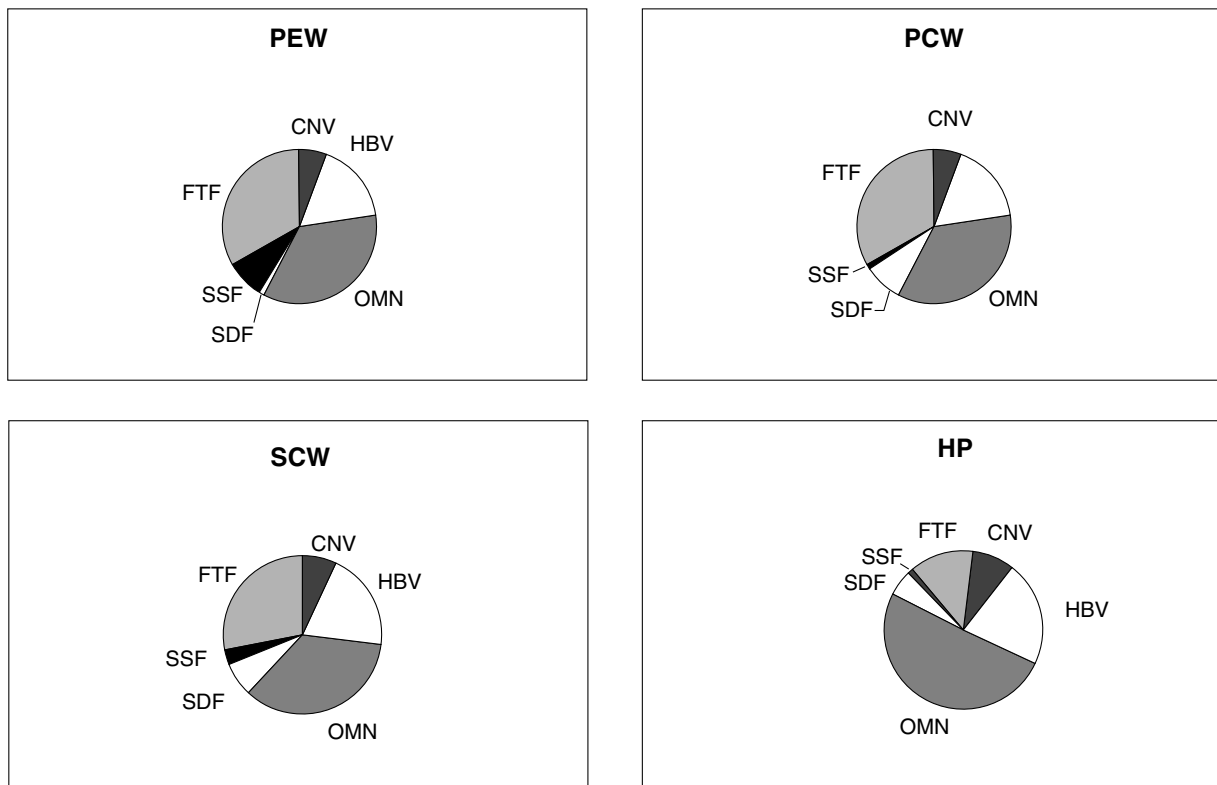 PEW
CNV
HBV
FTF
SSF
OMN
SDF
PCW
CNV
FTF
SSF
SDF
OMN
SCW
CNV
FTF
HBV
SSF
SDF
OMN
HP
FTF
CNV
SSF
SDF
HBV
OMN